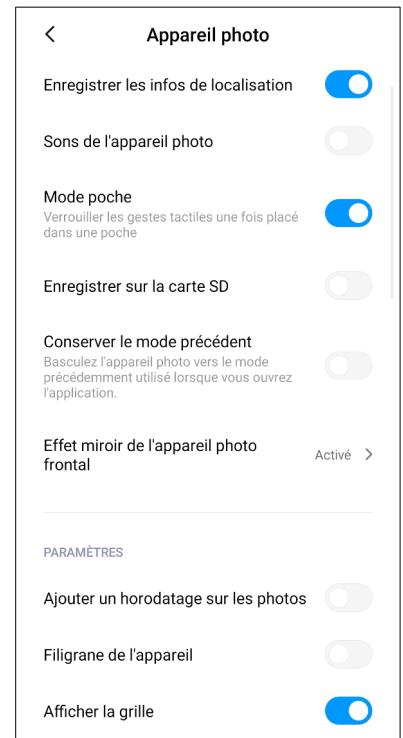 Appareil photo
Enregistrer les infos de localisation
Sons de l'appareil photo
Mode poche
Verrouiller les gestes tactiles une fois placé
dans une poche
Enregistrer sur la carte SD
Conserver le mode précédent
Basculez l'appareil photo vers le mode
précédemment utilisé lorsque vous ouvrez
l'application.
Effet miroir de l'appareil photo
frontal
Activé
PARAMÈTRES
Ajouter un horodatage sur les photos
Filigrane de l'appareil
Afficher la grille